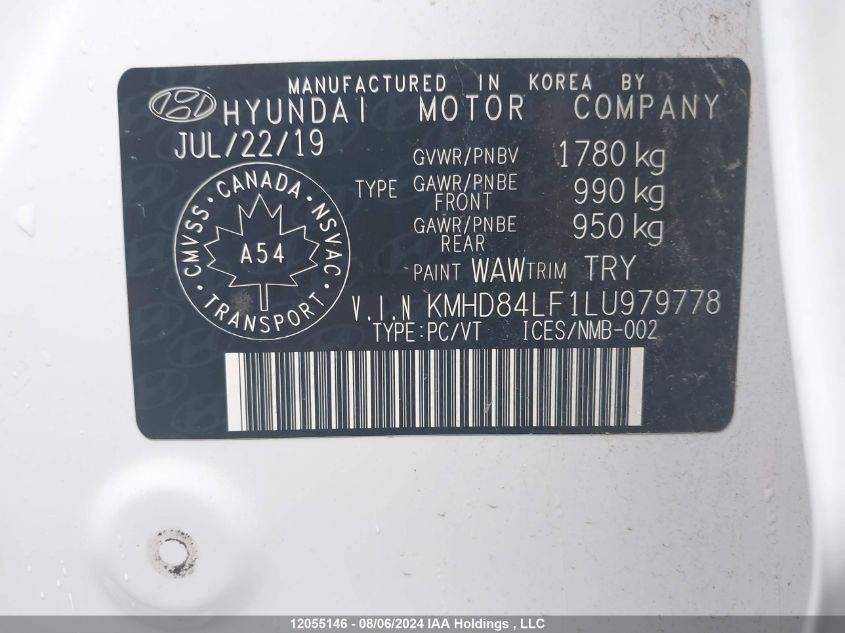 MANUFACTURED IN KOREA BY
HYUNDAI MOTOR COMPANY
JUL/22/19
GVWR/PNBV 1780 kg
TYPE GAWR/PNBE FRONT 990 kg
GAWR/PNBE REAR 950 kg
CANADA
CMVSS · NSVAC
A54
TRANSPORT
PAINT WAW TRIM TRY
V.I.N KMHD84LF1LU979778
TYPE:PC/VT ICES/NMB-002
12055146 - 08/06/2024 IAA Holdings , LLC